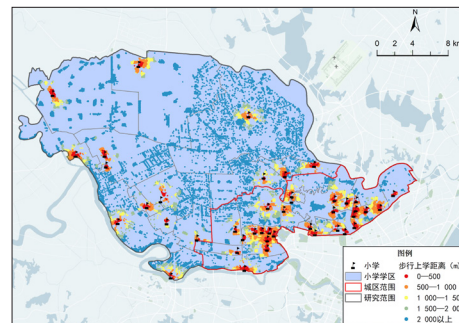 N
0 4 8 km
图例
小学 步行上学距离（m）
小学学区 0—500
城区范围 500—1 000
研究范围 1 000—1 50
1 500—2 00
2 000以上